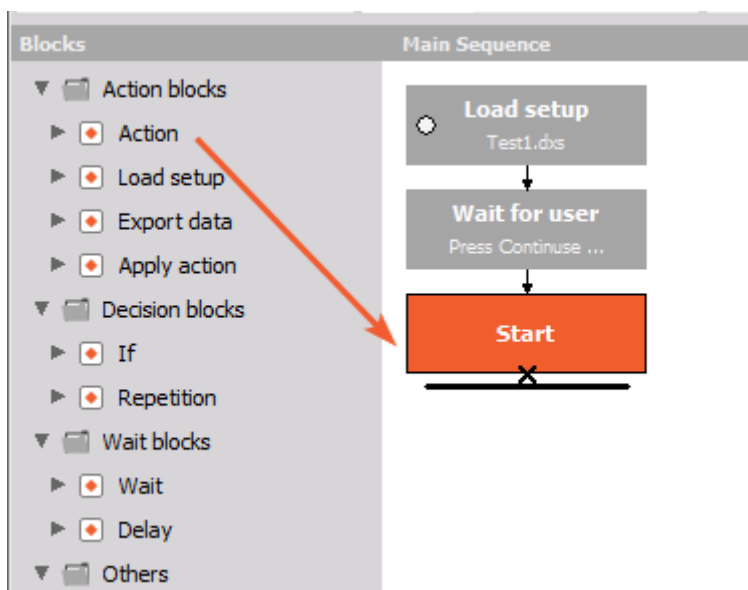 Blocks
Main Sequence
Action blocks
Action
Load setup
Export data
Apply action
Decision blocks
If
Repetition
Wait blocks
Wait
Delay
Others
Load setup
Test1.dxs
Wait for user
Press Continuse ...
Start